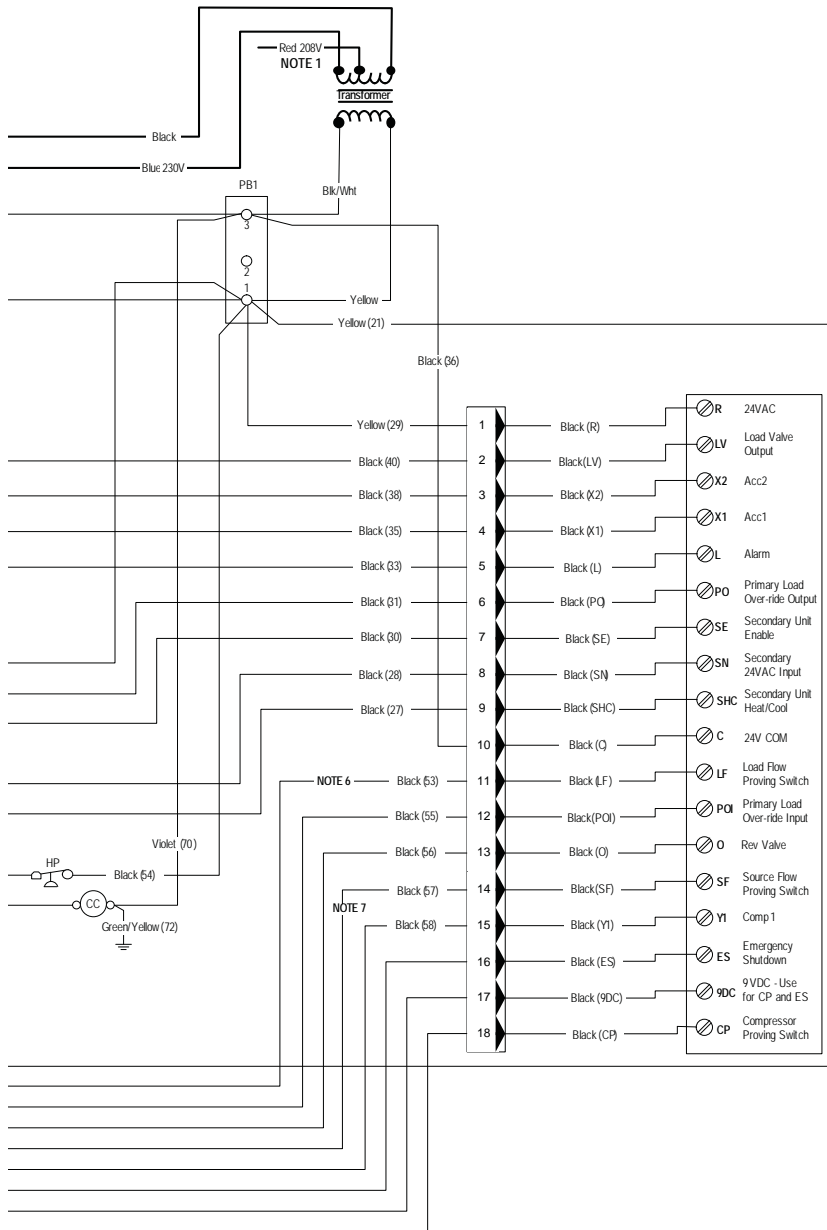 Red 208V
NOTE 1
Transformer
Black
Blue 230V
PB1
Blk/Wht
3
2
1
Yellow
Yellow (21)
Black (36)
Yellow (29)
1
Black (R)
R
24VAC
Black (40)
2
Black(LV)
LV
Load Valve
Output
Black (38)
3
Black (X2)
X2
Acc2
Black (35)
4
Black (X1)
X1
Acc1
Black (33)
5
Black (L)
L
Alarm
Black (31)
6
Black (PO)
PO
Primary Load
Over-ride Output
Black (30)
7
Black (SE)
SE
Secondary Unit
Enable
Black (28)
8
Black (SN)
SN
Secondary
24VAC Input
Black (27)
9
Black (SHC)
SHC
Secondary Unit
Heat/Cool
10
Black (C)
C
24V COM
NOTE 6
Black (53)
11
Black (LF)
LF
Load Flow
Proving Switch
Black (55)
12
Black(POI)
POI
Primary Load
Over-ride Input
Violet (70)
Black (56)
13
Black (O)
O
Rev Valve
HP
Black (54)
Black (57)
14
Black(SF)
SF
Source Flow
Proving Switch
CC
NOTE 7
Green/Yellow (72)
Black (58)
15
Black (Y1)
Y1
Comp 1
16
Black (ES)
ES
Emergency
Shutdown
17
Black (9DC)
9DC
9 VDC - Use
for CP and ES
18
Black (CP)
CP
Compressor
Proving Switch